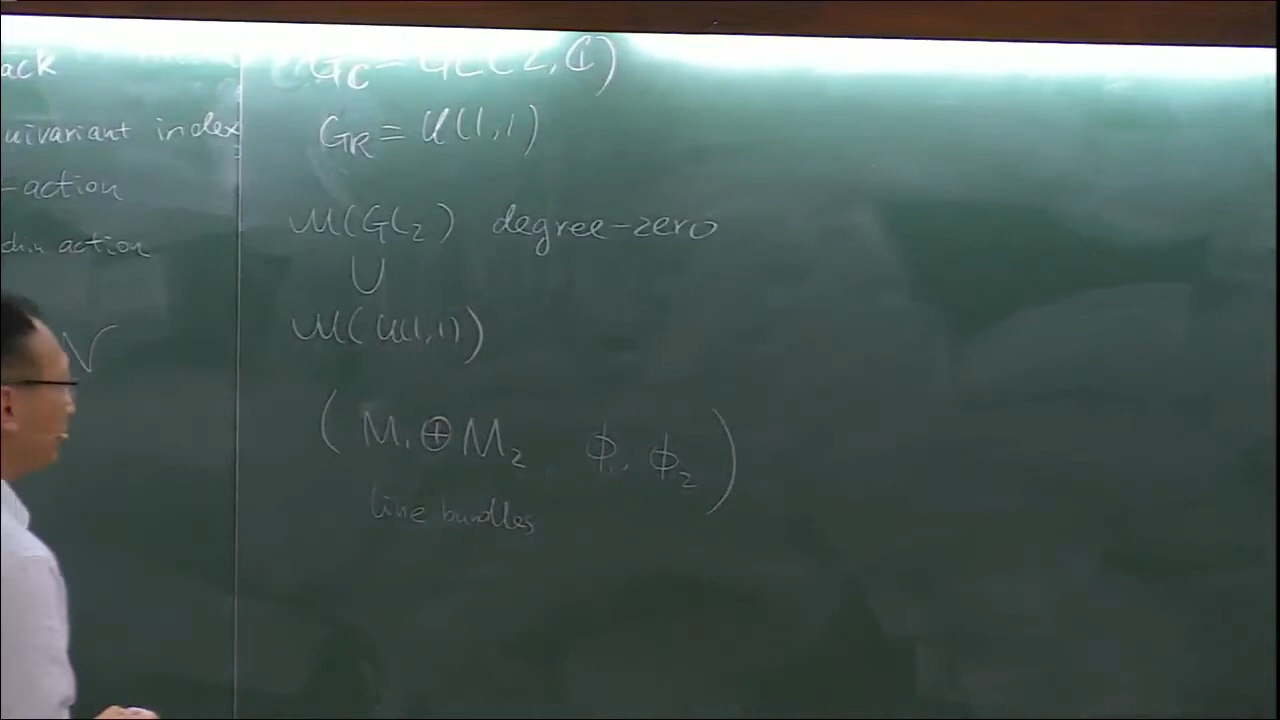 ack
uivariant index
-action
chin action
V
G_C = GL(2, ℂ)
G_R = U(1,1)
M(GL_2) degree-zero
∪
M(U(1,1))
(M_1 ⊕ M_2, ϕ_1, ϕ_2)
line bundles